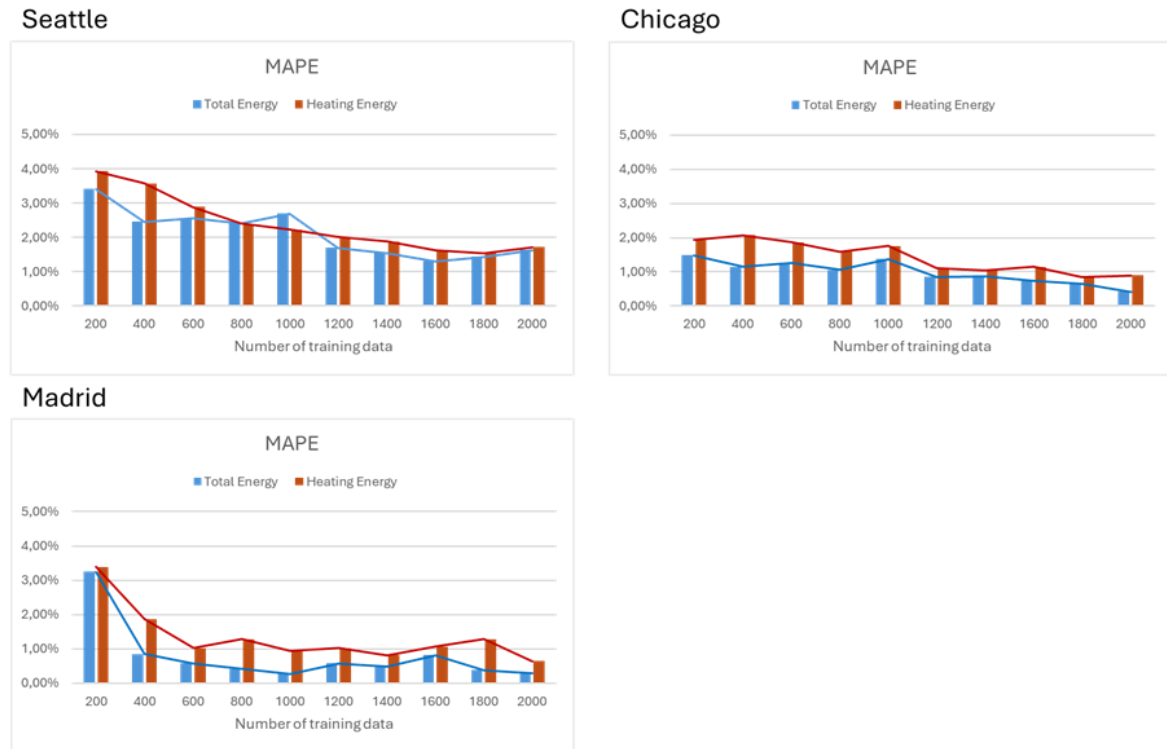 Seattle
MAPE
Total Energy Heating Energy
5,00%
4,00%
3,00%
2,00%
1,00%
0,00%
200 400 600 800 1000 1200 1400 1600 1800 2000
Number of training data
Chicago
MAPE
Total Energy Heating Energy
5,00%
4,00%
3,00%
2,00%
1,00%
0,00%
200 400 600 800 1000 1200 1400 1600 1800 2000
Number of training data
Madrid
MAPE
Total Energy Heating Energy
5,00%
4,00%
3,00%
2,00%
1,00%
0,00%
200 400 600 800 1000 1200 1400 1600 1800 2000
Number of training data